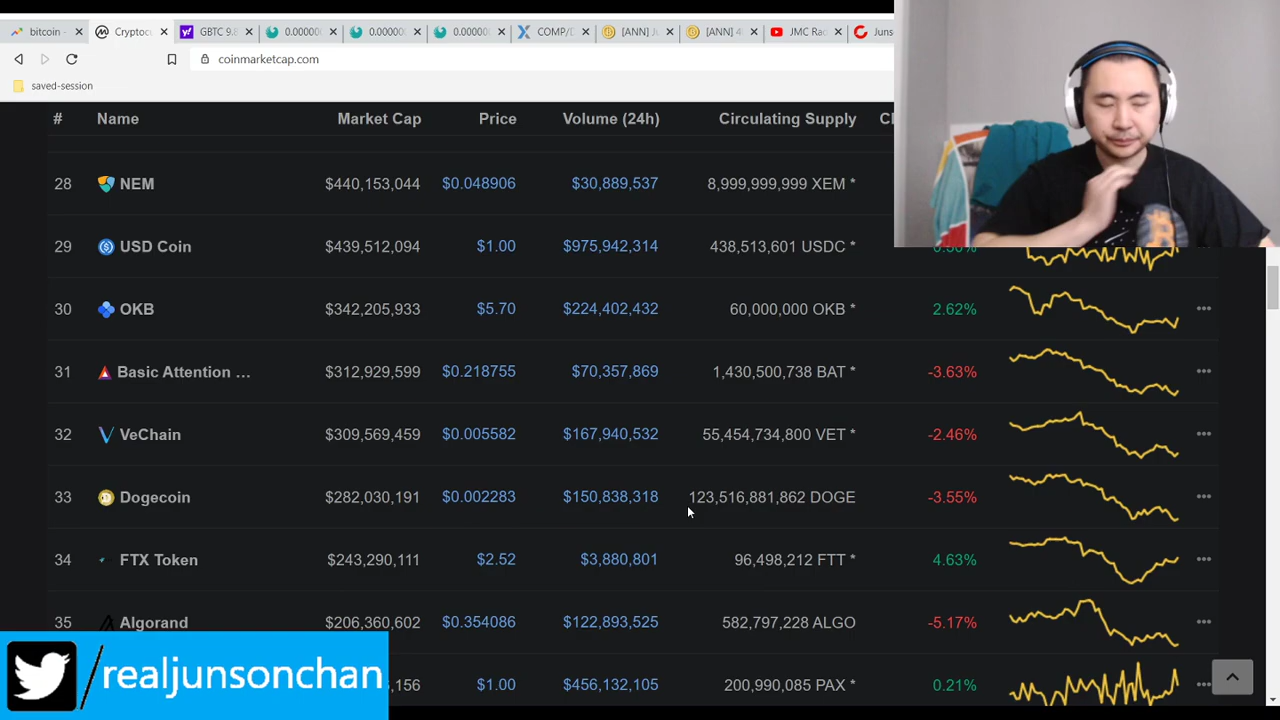 bitcoin
Cryptoc
GBTC 9.8
0.00000
0.00000
0.00000
COMP/D
[ANN] J
[ANN] 4
JMC Rad
Juns
coinmarketcap.com
saved-session
# Name Market Cap Price Volume (24h) Circulating Supply
28 NEM $440,153,044 $0.048906 $30,889,537 8,999,999,999 XEM *
29 USD Coin $439,512,094 $1.00 $975,942,314 438,513,601 USDC *
30 OKB $342,205,933 $5.70 $224,402,432 60,000,000 OKB * 2.62%
31 Basic Attention ... $312,929,599 $0.218755 $70,357,869 1,430,500,738 BAT * -3.63%
32 VeChain $309,569,459 $0.005582 $167,940,532 55,454,734,800 VET * -2.46%
33 Dogecoin $282,030,191 $0.002283 $150,838,318 123,516,881,862 DOGE -3.55%
34 FTX Token $243,290,111 $2.52 $3,880,801 96,498,212 FTT * 4.63%
35 Algorand $206,360,602 $0.354086 $122,893,525 582,797,228 ALGO -5.17%
,156 $1.00 $456,132,105 200,990,085 PAX * 0.21%
/realjunsonchan